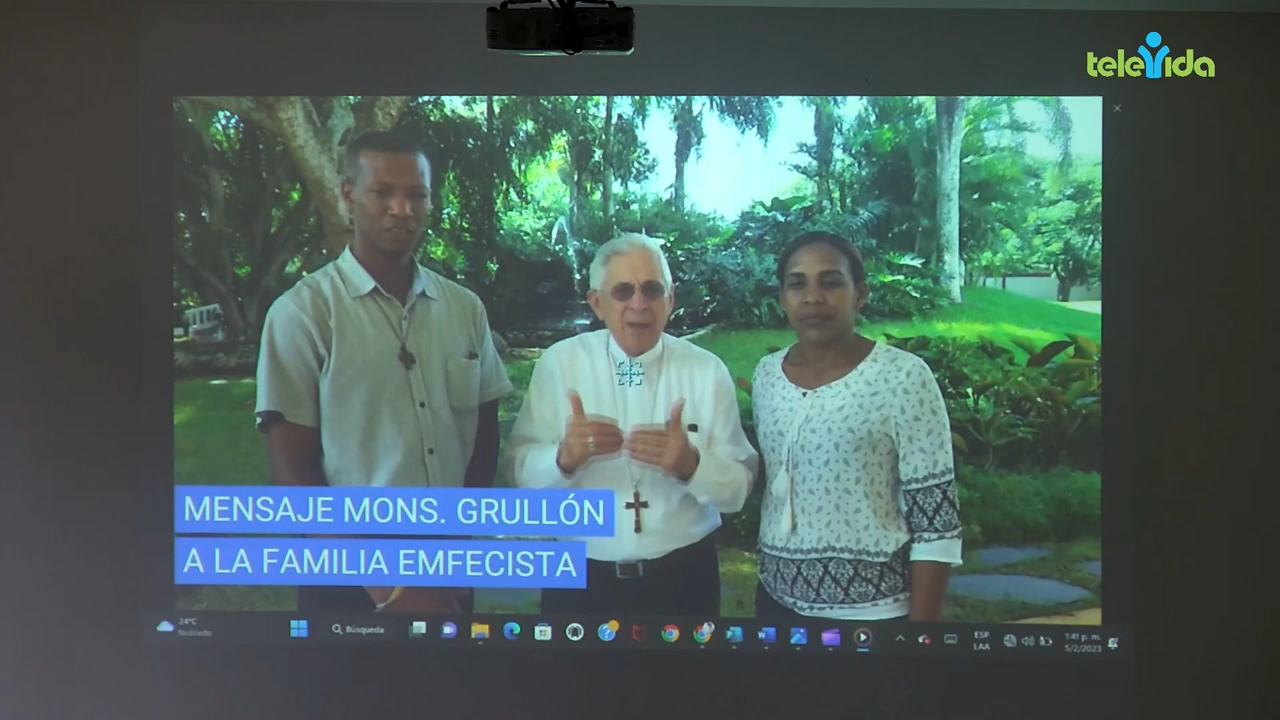 teleVida
MENSAJE MONS. GRULLÓN
A LA FAMILIA EMFECISTA
24°C
Nublado
Búsqueda
ESP
LAA
1:41 p. m.
5/2/2023